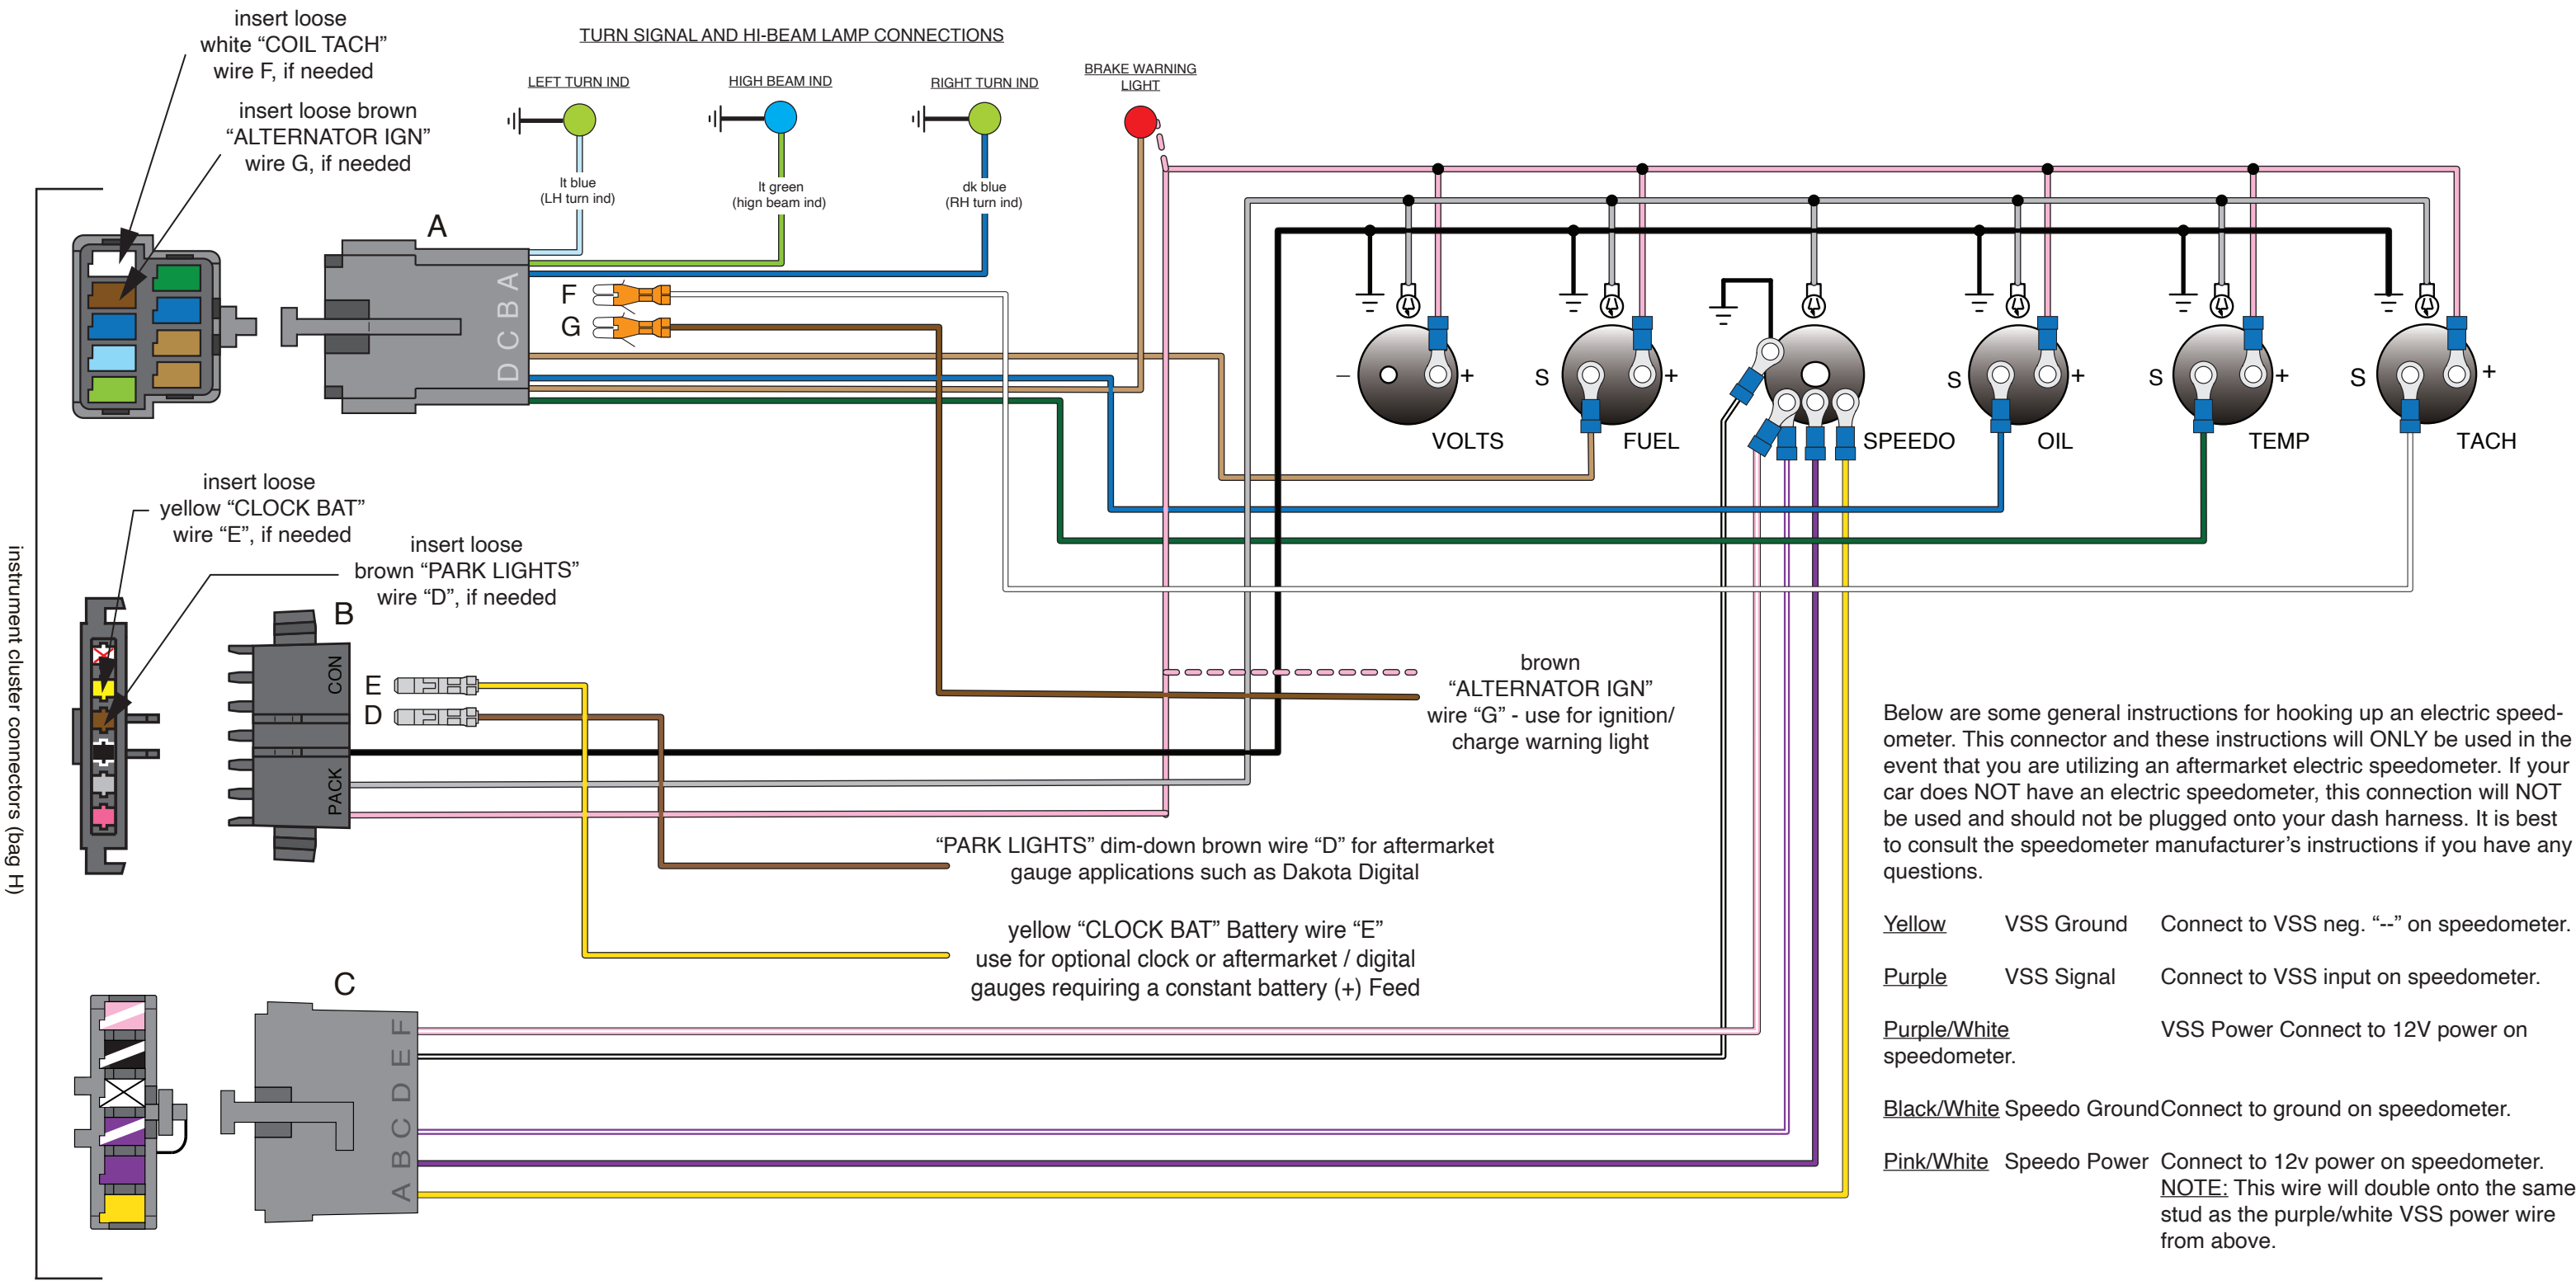 insert loose
white “COIL TACH”
wire F, if needed
insert loose brown
“ALTERNATOR IGN”
wire G, if needed
TURN SIGNAL AND HI-BEAM LAMP CONNECTIONS
LEFT TURN IND
HIGH BEAM IND
RIGHT TURN IND
BRAKE WARNING
LIGHT
lt blue
(LH turn ind)
lt green
(hign beam ind)
dk blue
(RH turn ind)
A
D C B A
F
G
−
+
VOLTS
S
+
FUEL
SPEEDO
S
+
OIL
S
+
TEMP
S
+
TACH
insert loose
yellow “CLOCK BAT”
wire “E”, if needed
insert loose
brown “PARK LIGHTS”
wire “D”, if needed
instrument cluster connectors (bag H)
B
PACK CON
E
D
brown
“ALTERNATOR IGN”
wire “G” - use for ignition/
charge warning light
“PARK LIGHTS” dim-down brown wire “D” for aftermarket
gauge applications such as Dakota Digital
yellow “CLOCK BAT” Battery wire “E”
use for optional clock or aftermarket / digital
gauges requiring a constant battery (+) Feed
C
A B C D E F
Below are some general instructions for hooking up an electric speed-
ometer. This connector and these instructions will ONLY be used in the
event that you are utilizing an aftermarket electric speedometer. If your
car does NOT have an electric speedometer, this connection will NOT
be used and should not be plugged onto your dash harness. It is best
to consult the speedometer manufacturer’s instructions if you have any
questions.
Yellow VSS Ground Connect to VSS neg. “--” on speedometer.
Purple VSS Signal Connect to VSS input on speedometer.
Purple/White VSS Power Connect to 12V power on
speedometer.
Black/White Speedo Ground Connect to ground on speedometer.
Pink/White Speedo Power Connect to 12v power on speedometer.
NOTE: This wire will double onto the same
stud as the purple/white VSS power wire
from above.